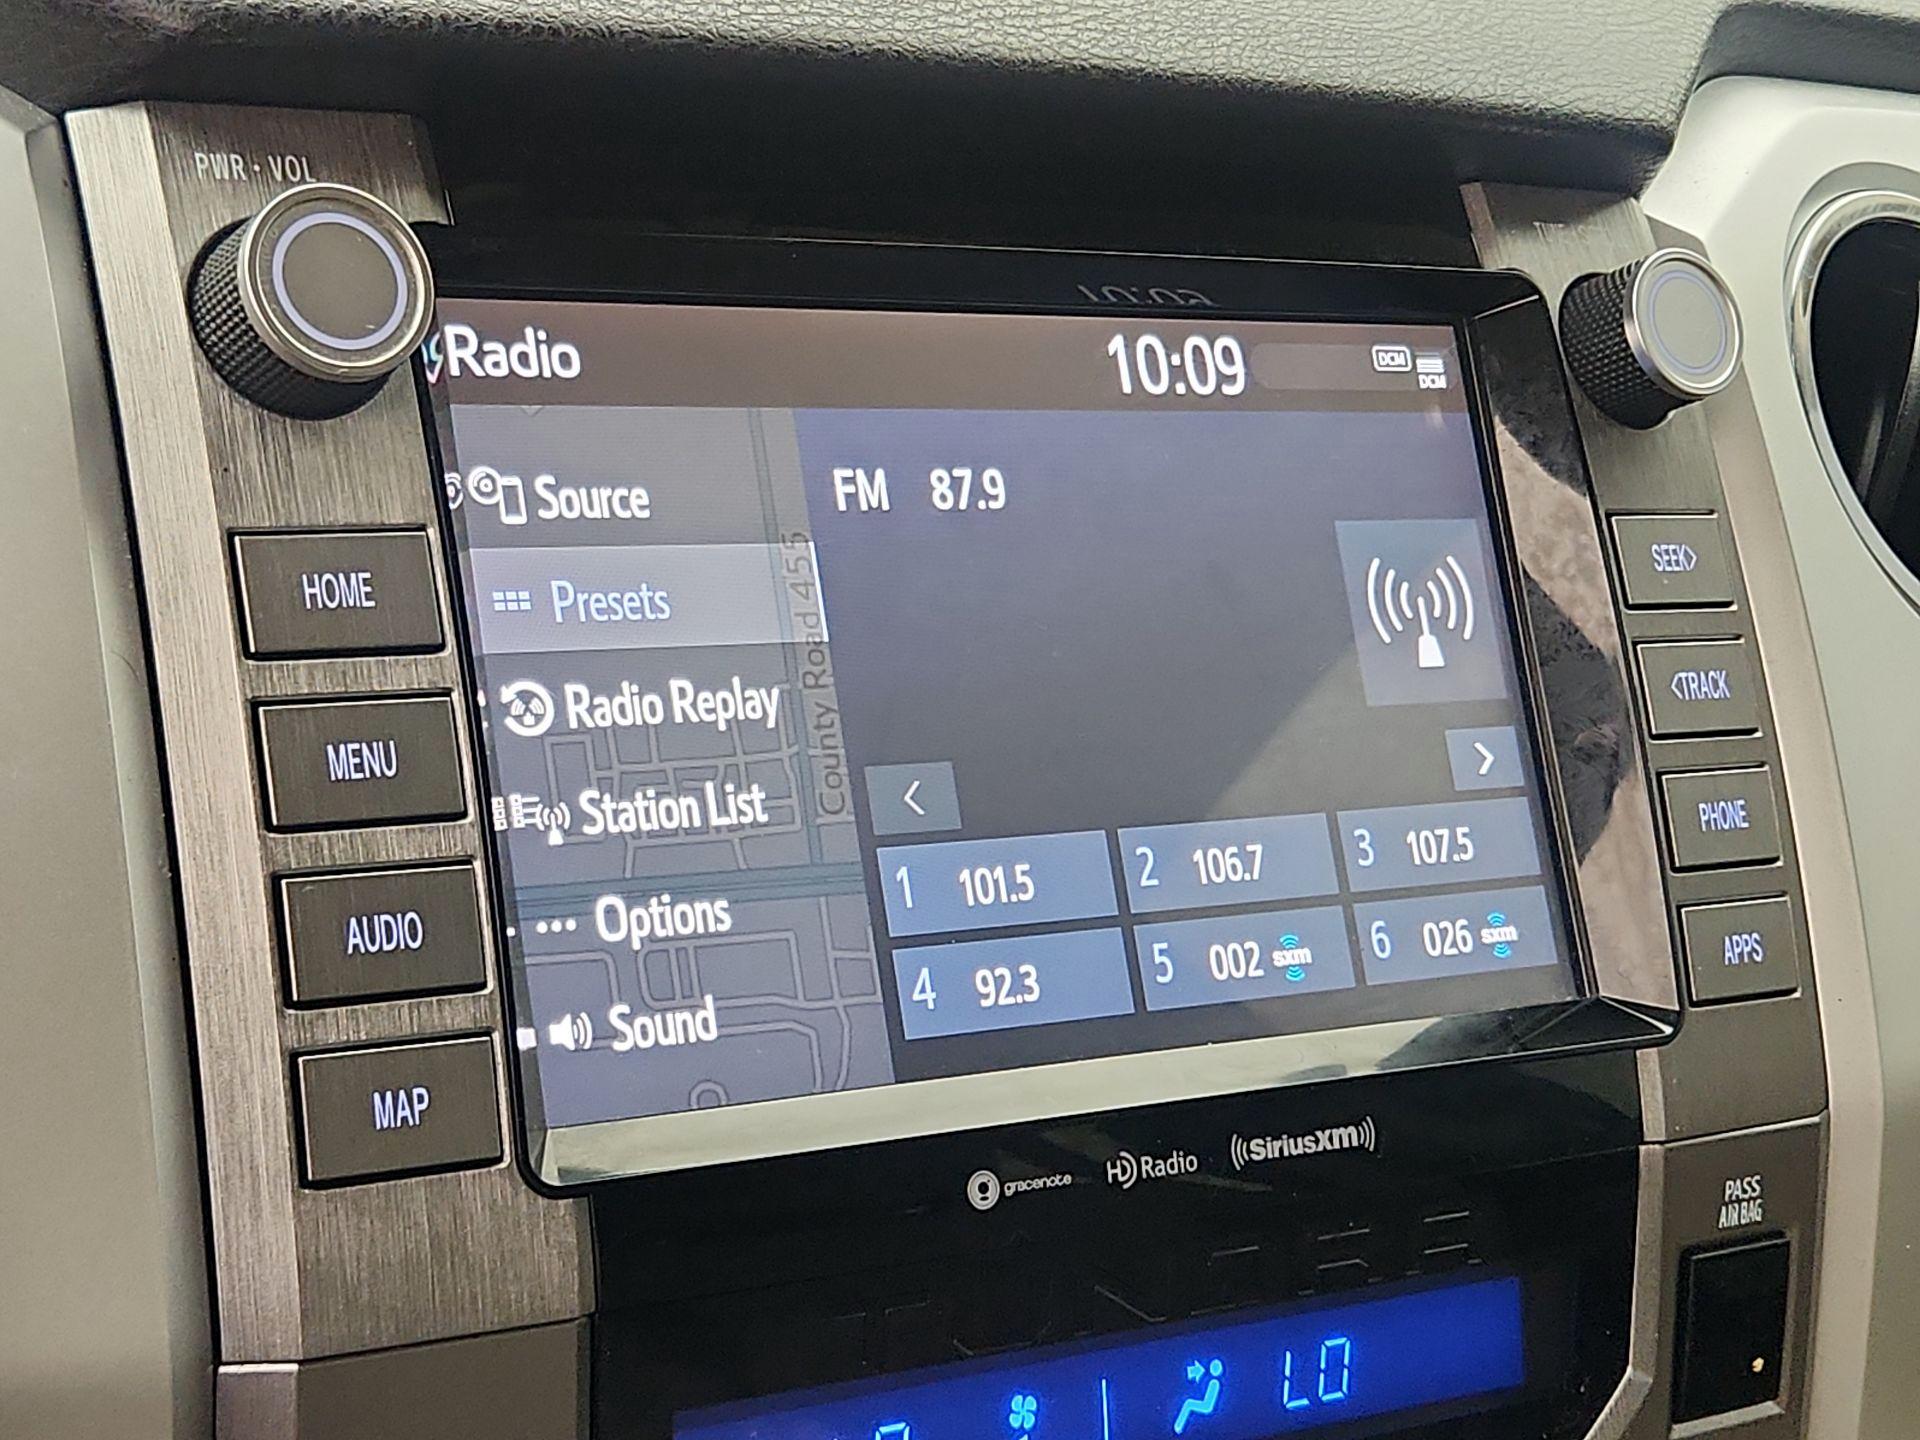 PWR · VOL
Radio
10:09
DCM
DCM
Source
FM 87.9
Presets
County Road 455
Radio Replay
Station List
Options
Sound
<
>
1 101.5
2 106.7
3 107.5
4 92.3
5 002 sxm
6 026 sxm
HOME
MENU
AUDIO
MAP
SEEK>
<TRACK
PHONE
APPS
gracenote
HD Radio
((SiriusXM))
PASS
AIR BAG
LO